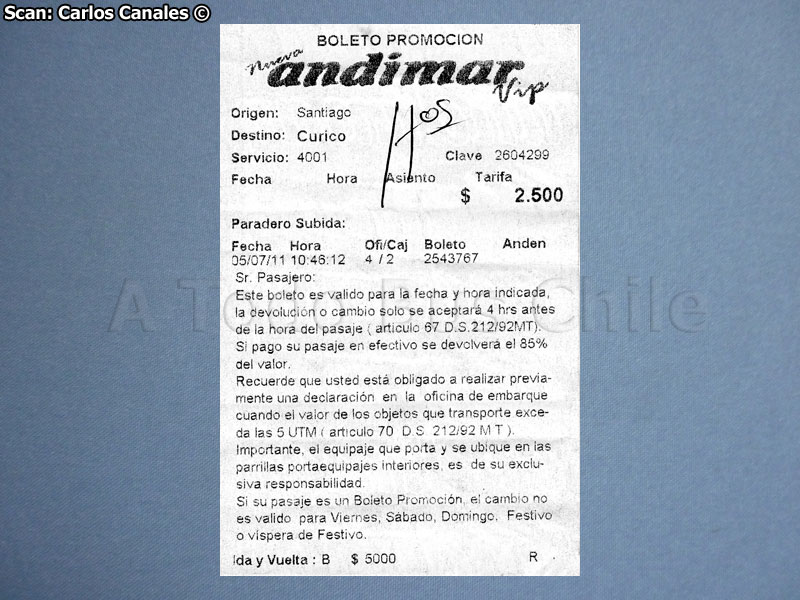 Scan: Carlos Canales ©
BOLETO PROMOCION
Nueva
andimar
Vip
Origen: Santiago
Destino: Curico
Servicio: 4001 Clave 2604299
Fecha Hora Asiento Tarifa
$ 2.500
Paradero Subida:
Fecha Hora Ofi/Caj Boleto Anden
05/07/11 10:46:12 4 / 2 2543767
Sr. Pasajero:
Este boleto es valido para la fecha y hora indicada,
la devolución o cambio solo se aceptará 4 hrs antes
de la hora del pasaje ( articulo 67 D.S.212/92MT).
Si pago su pasaje en efectivo se devolverá el 85%
del valor.
Recuerde que usted está obligado a realizar previa-
mente una declaración en la oficina de embarque
cuando el valor de los objetos que transporte exce-
da las 5 UTM ( articulo 70 D.S. 212/92 M T ).
Importante, el equipaje que porta y se ubique en las
parrillas portaequipajes interiores, es de su exclu-
siva responsabilidad.
Si su pasaje es un Boleto Promoción, el cambio no
es valido para Viernes, Sábado, Domingo, Festivo
o vispera de Festivo.
Ida y Vuelta : B $ 5000 R
A Todo Bus Chile